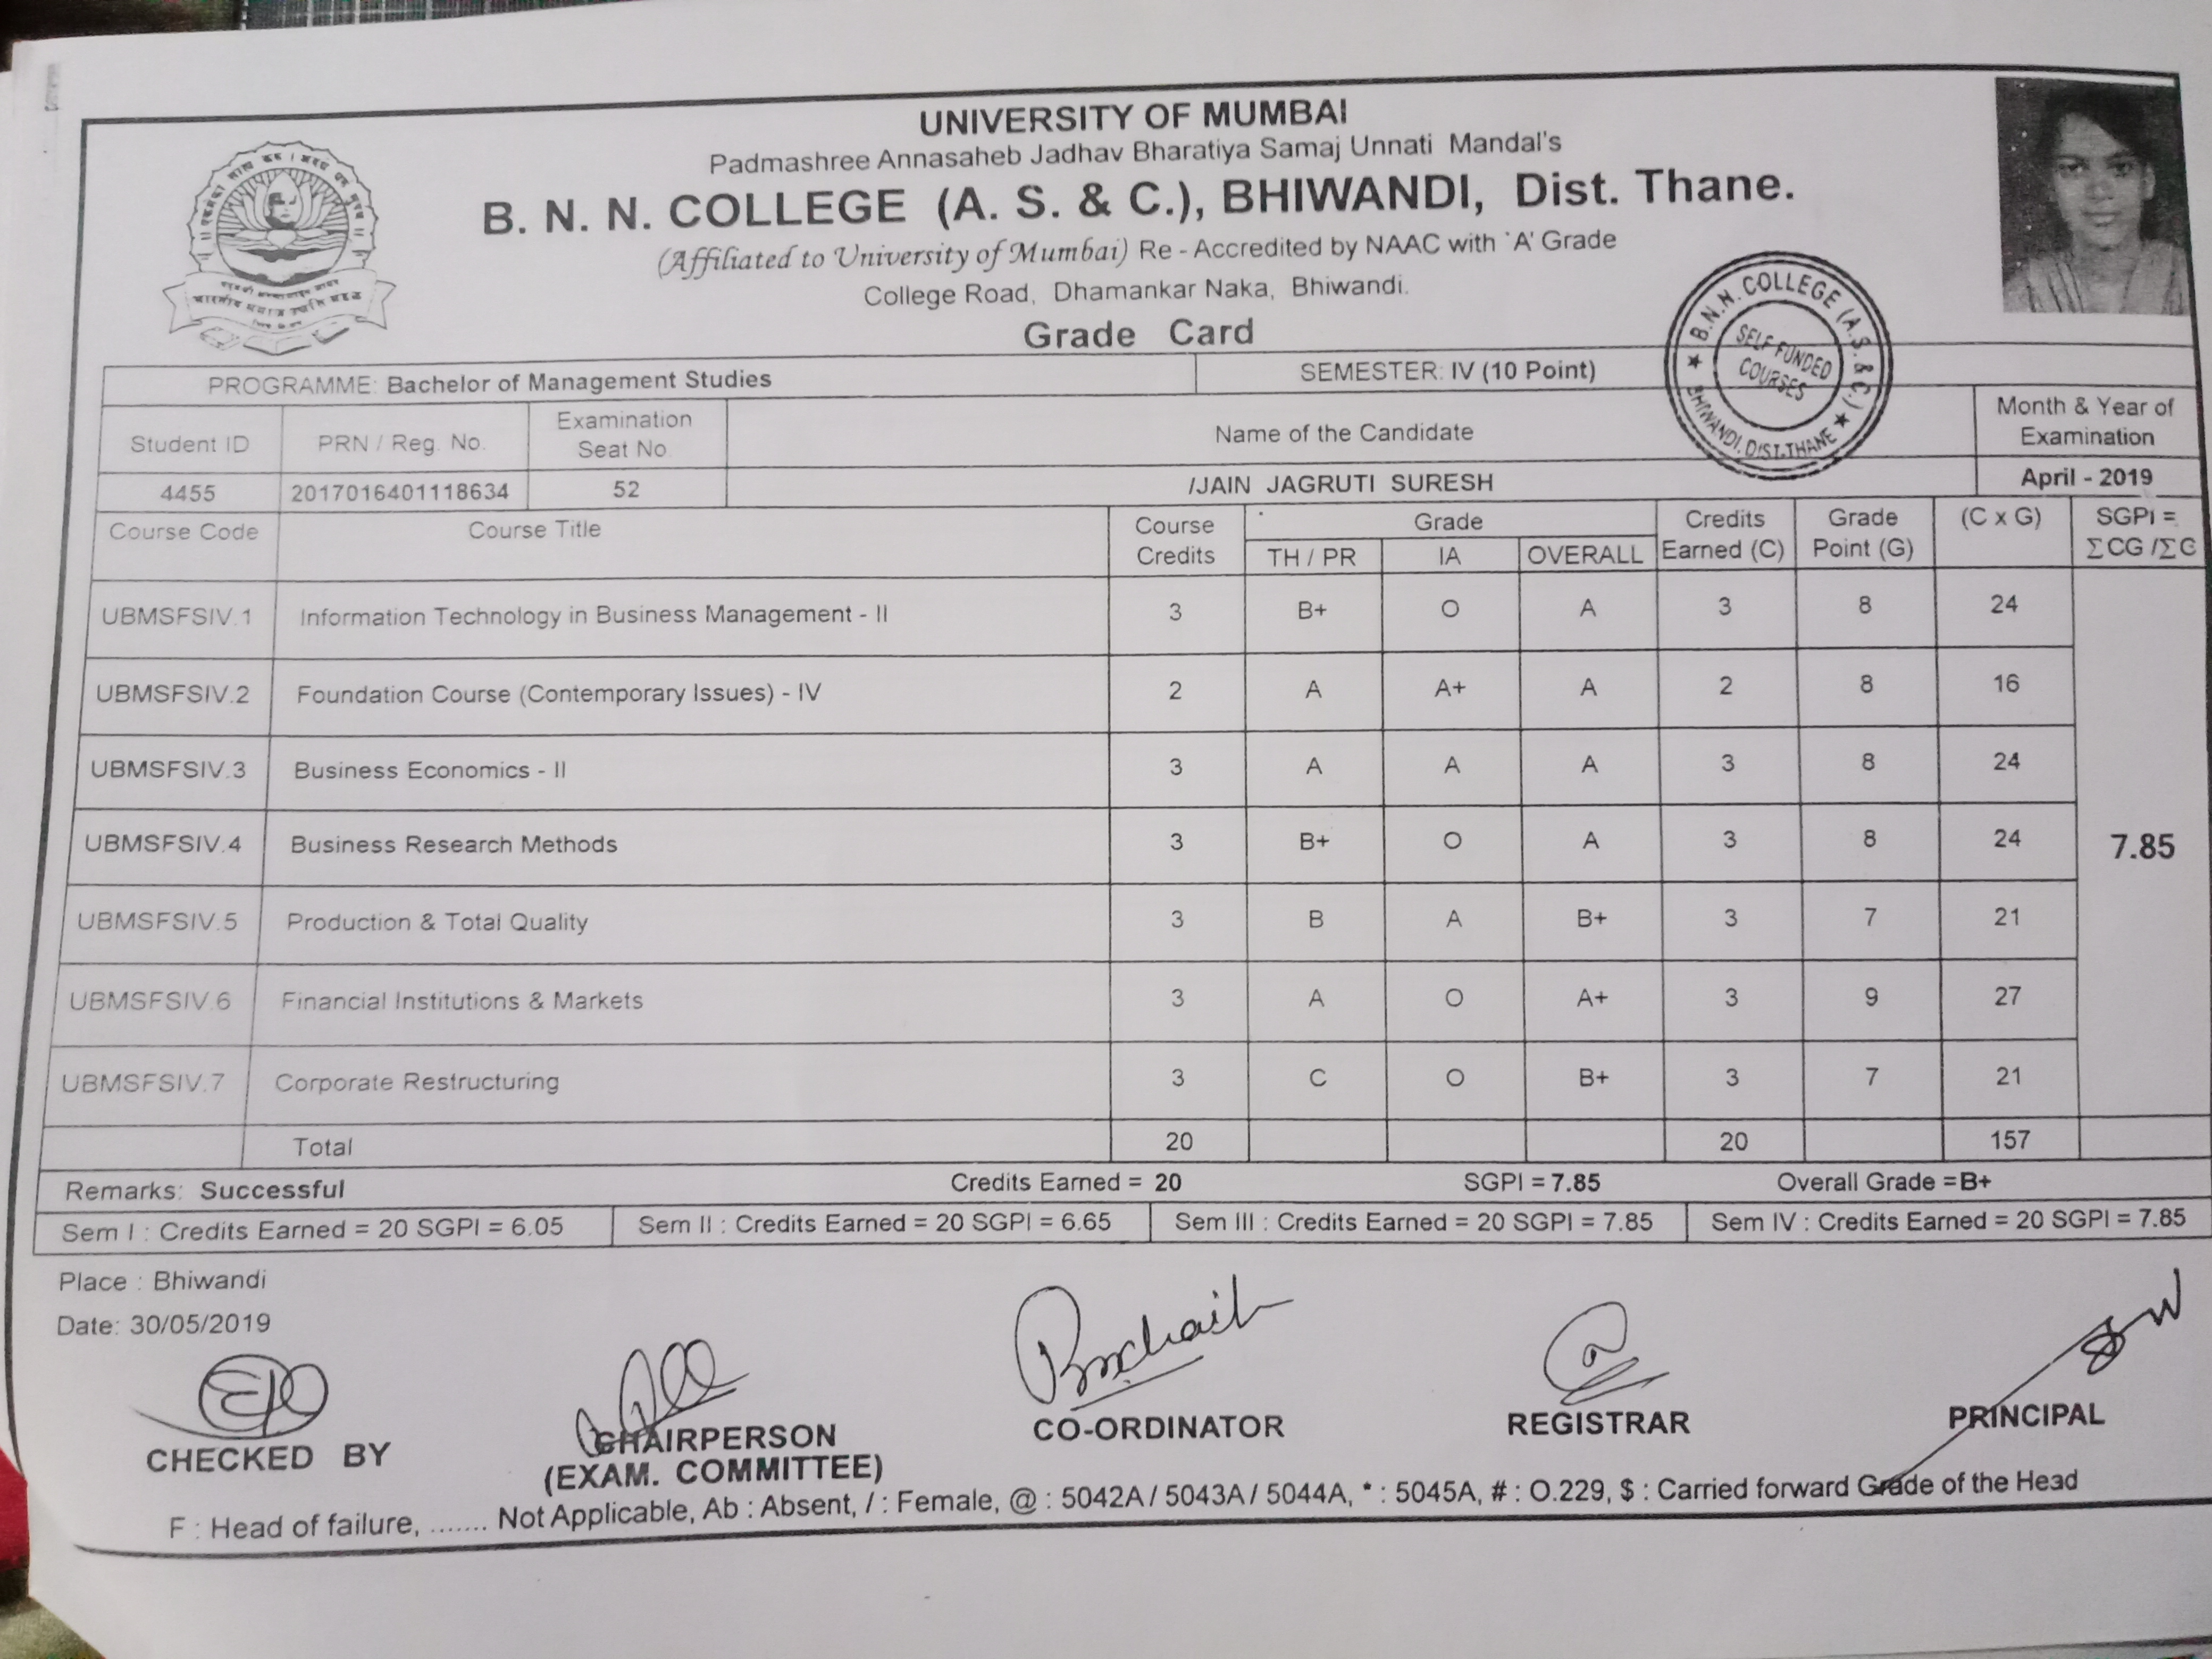 UNIVERSITY OF MUMBAI
Padmashree Annasaheb Jadhav Bharatiya Samaj Unnati Mandal's
B. N. N. COLLEGE (A. S. & C.), BHIWANDI, Dist. Thane.
(Affiliated to University of Mumbai) Re - Accredited by NAAC with 'A' Grade
College Road, Dhamankar Naka, Bhiwandi.
Grade Card
★ B.N.N. COLLEGE (A.S. & C.) ★ BHIWANDI, DIST.THANE
SELF FUNDED COURSES
PROGRAMME: Bachelor of Management Studies SEMESTER: IV (10 Point)
Student ID PRN / Reg. No. Examination Seat No. Name of the Candidate Month & Year of Examination
4455 2017016401118634 52 /JAIN JAGRUTI SURESH April - 2019
Course Code Course Title Course Credits Grade Credits Earned (C) Grade Point (G) (C x G) SGPI = ΣCG /ΣC
TH / PR IA OVERALL
UBMSFSIV.1 Information Technology in Business Management - II 3 B+ O A 3 8 24
UBMSFSIV.2 Foundation Course (Contemporary Issues) - IV 2 A A+ A 2 8 16
UBMSFSIV.3 Business Economics - II 3 A A A 3 8 24
UBMSFSIV.4 Business Research Methods 3 B+ O A 3 8 24 7.85
UBMSFSIV.5 Production & Total Quality 3 B A B+ 3 7 21
UBMSFSIV.6 Financial Institutions & Markets 3 A O A+ 3 9 27
UBMSFSIV.7 Corporate Restructuring 3 C O B+ 3 7 21
Total 20 20 157
Remarks: Successful Credits Earned = 20 SGPI = 7.85 Overall Grade = B+
Sem I : Credits Earned = 20 SGPI = 6.05 Sem II : Credits Earned = 20 SGPI = 6.65 Sem III : Credits Earned = 20 SGPI = 7.85 Sem IV : Credits Earned = 20 SGPI = 7.85
Place : Bhiwandi
Date: 30/05/2019
CHECKED BY CHAIRPERSON (EXAM. COMMITTEE) CO-ORDINATOR REGISTRAR PRINCIPAL
F : Head of failure, ....... Not Applicable, Ab : Absent, / : Female, @ : 5042A / 5043A / 5044A, * : 5045A, # : O.229, $ : Carried forward Grade of the Head